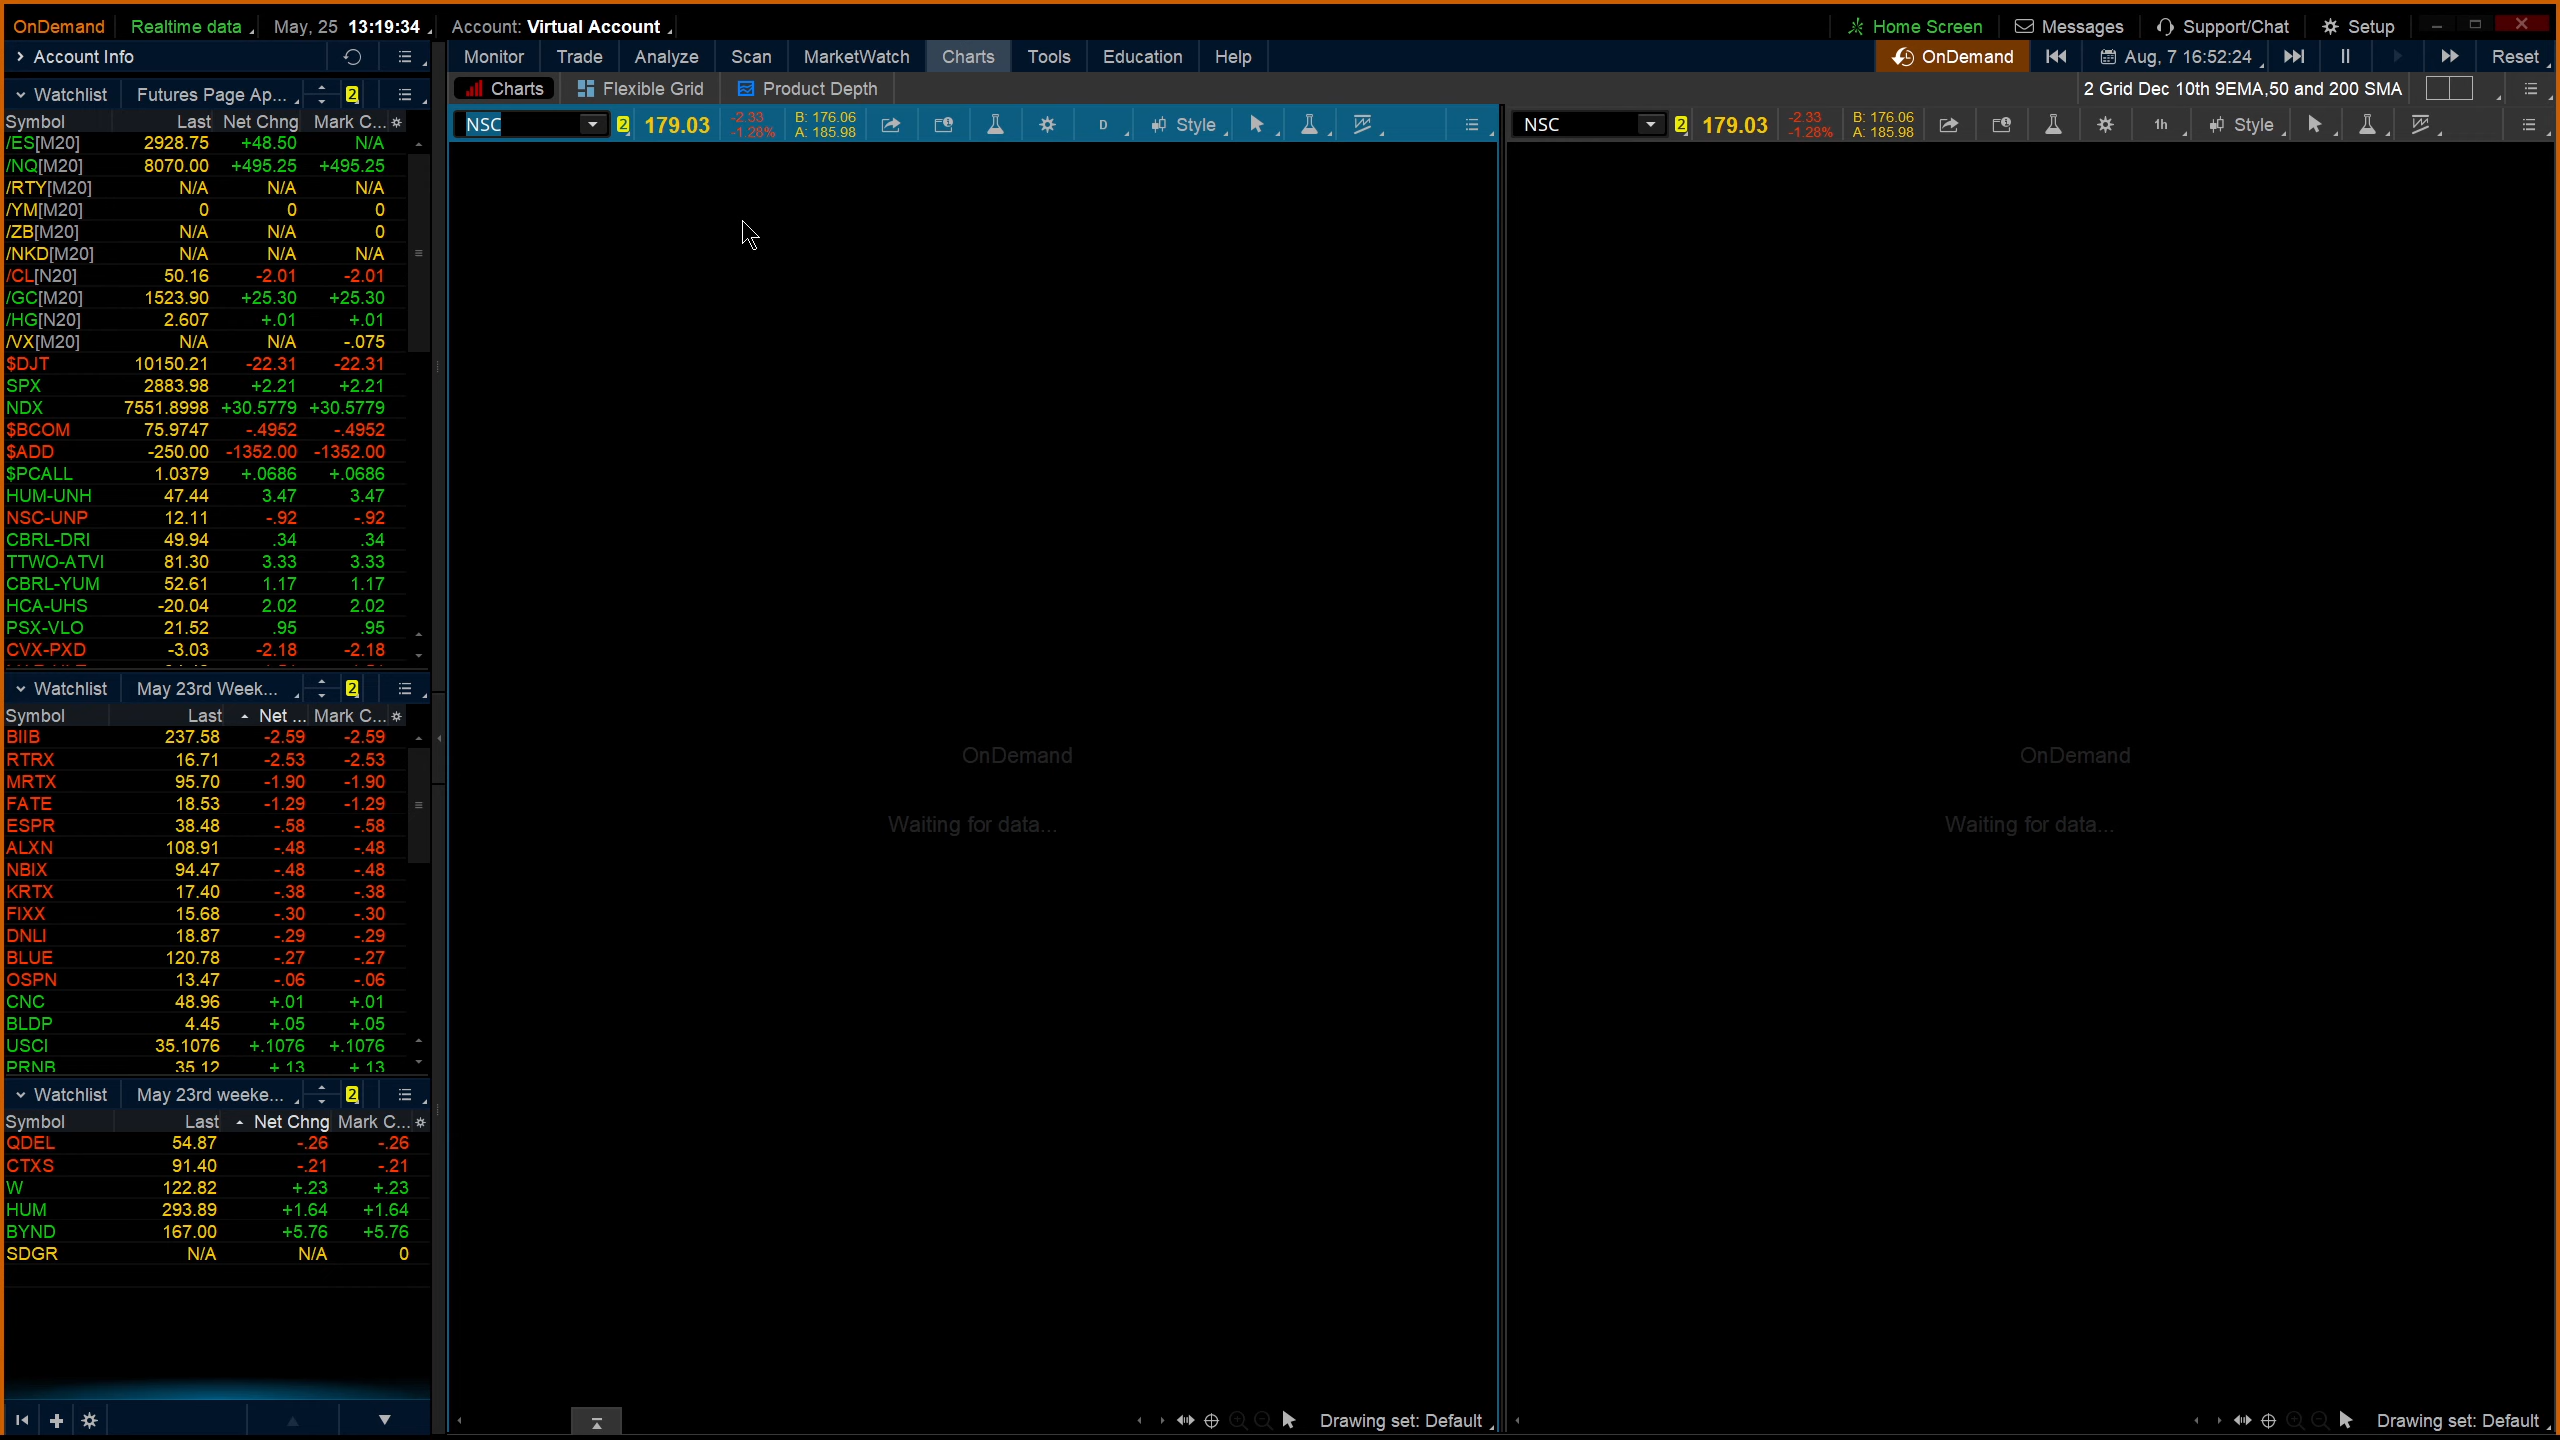 OnDemand Realtime data May, 25 13:19:34 Account: Virtual Account Home Screen Messages Support/Chat Setup
Account Info Monitor Trade Analyze Scan MarketWatch Charts Tools Education Help OnDemand Aug, 7 16:52:24 Reset
Charts Flexible Grid Product Depth 2 Grid Dec 10th 9EMA,50 and 200 SMA
Watchlist Futures Page Ap... 2
NSC 2 179.03 -2.33 -1.28% B: 176.06 A: 185.98 D Style
NSC 2 179.03 -2.33 -1.28% B: 176.06 A: 185.98 1h Style
Symbol Last Net Chng Mark C...
/ES[M20] 2928.75 +48.50 N/A
/NQ[M20] 8070.00 +495.25 +495.25
/RTY[M20] N/A N/A N/A
/YM[M20] 0 0 0
/ZB[M20] N/A N/A 0
/NKD[M20] N/A N/A N/A
/CL[N20] 50.16 -2.01 -2.01
/GC[M20] 1523.90 +25.30 +25.30
/HG[N20] 2.607 +.01 +.01
/VX[M20] N/A N/A -.075
$DJT 10150.21 -22.31 -22.31
SPX 2883.98 +2.21 +2.21
NDX 7551.8998 +30.5779 +30.5779
$BCOM 75.9747 -.4952 -.4952
$ADD -250.00 -1352.00 -1352.00
$PCALL 1.0379 +.0686 +.0686
HUM-UNH 47.44 3.47 3.47
NSC-UNP 12.11 -.92 -.92
CBRL-DRI 49.94 .34 .34
TTWO-ATVI 81.30 3.33 3.33
CBRL-YUM 52.61 1.17 1.17
HCA-UHS -20.04 2.02 2.02
PSX-VLO 21.52 .95 .95
CVX-PXD -3.03 -2.18 -2.18
Watchlist May 23rd Week... 2
Symbol Last Net ... Mark C...
BIIB 237.58 -2.59 -2.59
RTRX 16.71 -2.53 -2.53
MRTX 95.70 -1.90 -1.90
FATE 18.53 -1.29 -1.29
ESPR 38.48 -.58 -.58
ALXN 108.91 -.48 -.48
NBIX 94.47 -.48 -.48
KRTX 17.40 -.38 -.38
FIXX 15.68 -.30 -.30
DNLI 18.87 -.29 -.29
BLUE 120.78 -.27 -.27
OSPN 13.47 -.06 -.06
CNC 48.96 +.01 +.01
BLDP 4.45 +.05 +.05
USCI 35.1076 +.1076 +.1076
PRNB 35.12 +.13 +.13
Watchlist May 23rd weeke... 2
Symbol Last Net Chng Mark C...
QDEL 54.87 -.26 -.26
CTXS 91.40 -.21 -.21
W 122.82 +.23 +.23
HUM 293.89 +1.64 +1.64
BYND 167.00 +5.76 +5.76
SDGR N/A N/A 0
OnDemand
Waiting for data...
Drawing set: Default
OnDemand
Waiting for data...
Drawing set: Default